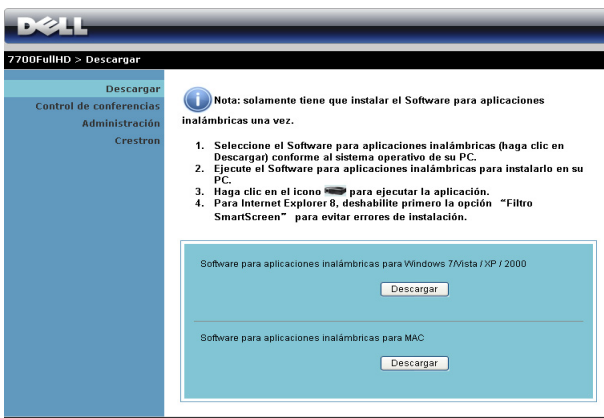 DELL
7700FullHD > Descargar
Descargar
Control de conferencias
Administración
Crestron
Nota: solamente tiene que instalar el Software para aplicaciones
inalámbricas una vez.
1. Seleccione el Software para aplicaciones inalámbricas (haga clic en
Descargar) conforme al sistema operativo de su PC.
2. Ejecute el Software para aplicaciones inalámbricas para instalarlo en su
PC.
3. Haga clic en el icono para ejecutar la aplicación.
4. Para Internet Explorer 8, deshabilite primero la opción “Filtro
SmartScreen” para evitar errores de instalación.
Software para aplicaciones inalámbricas para Windows 7/Vista / XP / 2000
Descargar
Software para aplicaciones inalámbricas para MAC
Descargar